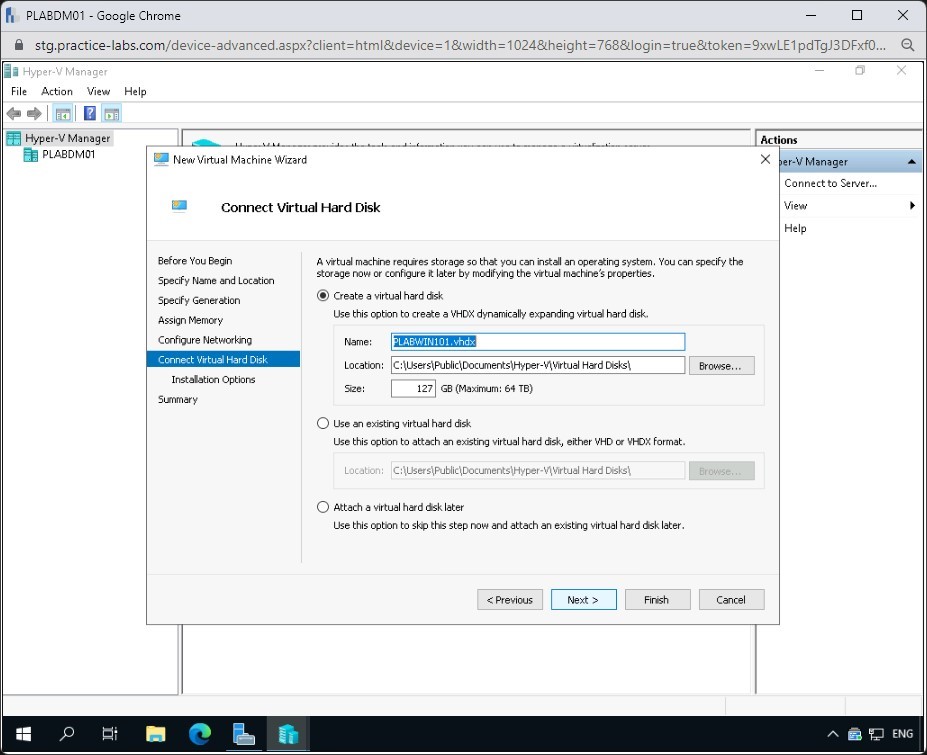 PLABDM01 - Google Chrome
stg.practice-labs.com/device-advanced.aspx?client=html&device=1&width=1024&height=768&login=true&token=9xwLE1pdTgJ3DFxf0...
Hyper-V Manager
File Action View Help
Hyper-V Manager
PLABDM01
Actions
per-V Manager
Connect to Server...
View
Help
New Virtual Machine Wizard
Connect Virtual Hard Disk
Before You Begin
Specify Name and Location
Specify Generation
Assign Memory
Configure Networking
Connect Virtual Hard Disk
Installation Options
Summary
A virtual machine requires storage so that you can install an operating system. You can specify the
storage now or configure it later by modifying the virtual machine's properties.
Create a virtual hard disk
Use this option to create a VHDX dynamically expanding virtual hard disk.
Name: PLABWIN101.vhdx
Location: C:\Users\Public\Documents\Hyper-V\Virtual Hard Disks\ Browse...
Size: 127 GB (Maximum: 64 TB)
Use an existing virtual hard disk
Use this option to attach an existing virtual hard disk, either VHD or VHDX format.
Location: C:\Users\Public\Documents\Hyper-V\Virtual Hard Disks\ Browse...
Attach a virtual hard disk later
Use this option to skip this step now and attach an existing virtual hard disk later.
< Previous Next > Finish Cancel
ENG